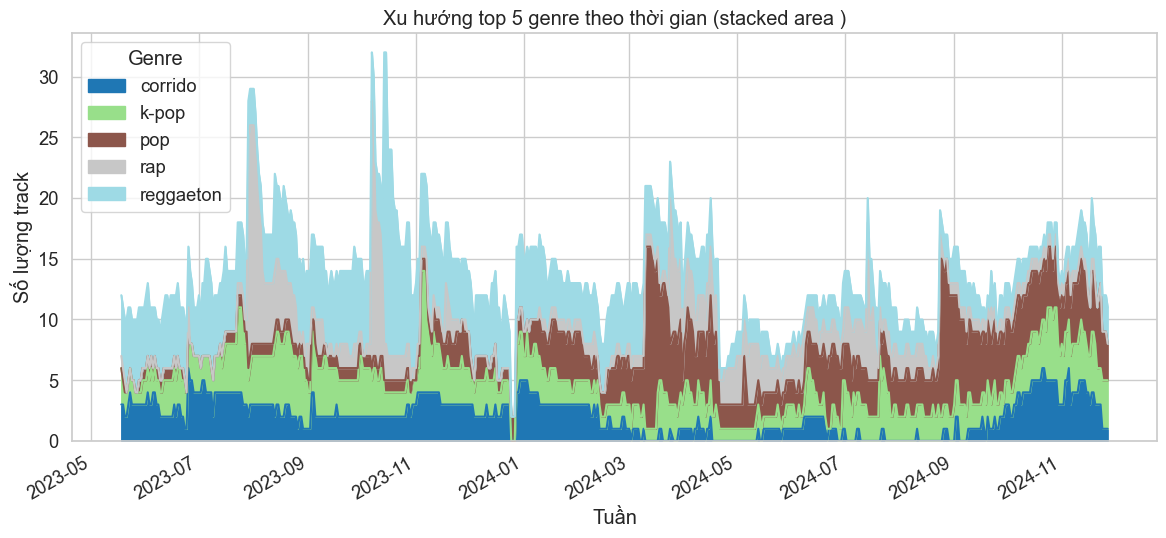 Xu hướng top 5 genre theo thời gian (stacked area )
Genre
corrido
k-pop
pop
rap
reggaeton
Số lượng track
30
25
20
15
10
5
0
2023-05
2023-07
2023-09
2023-11
2024-01
2024-03
2024-05
2024-07
2024-09
2024-11
Tuần